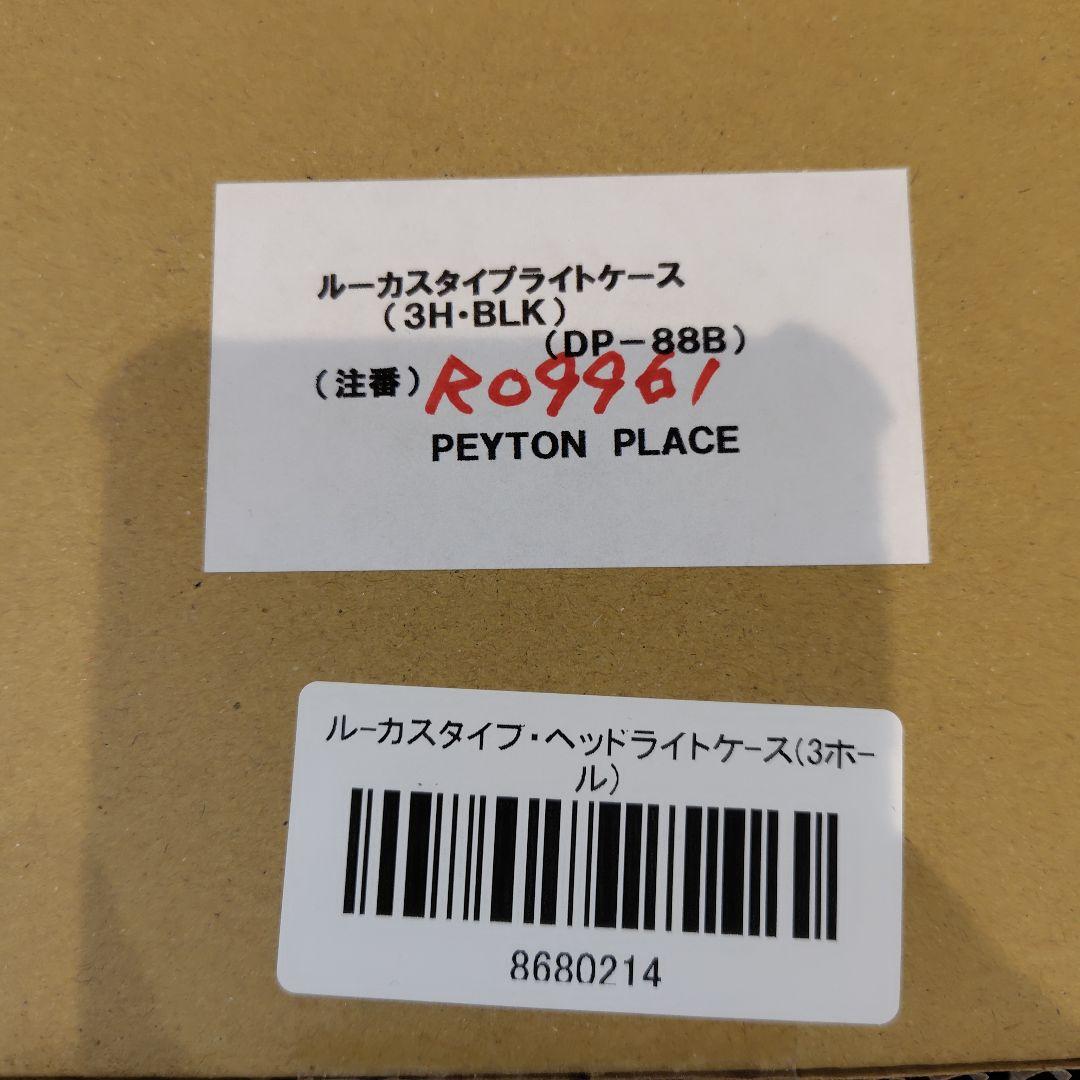 ルーカスタイプライトケース
(3H・BLK)
(DP－88B)
(注番) R09961
PEYTON PLACE
ルーカスタイプ・ヘッドライトケース(3ホー
ル)
8680214